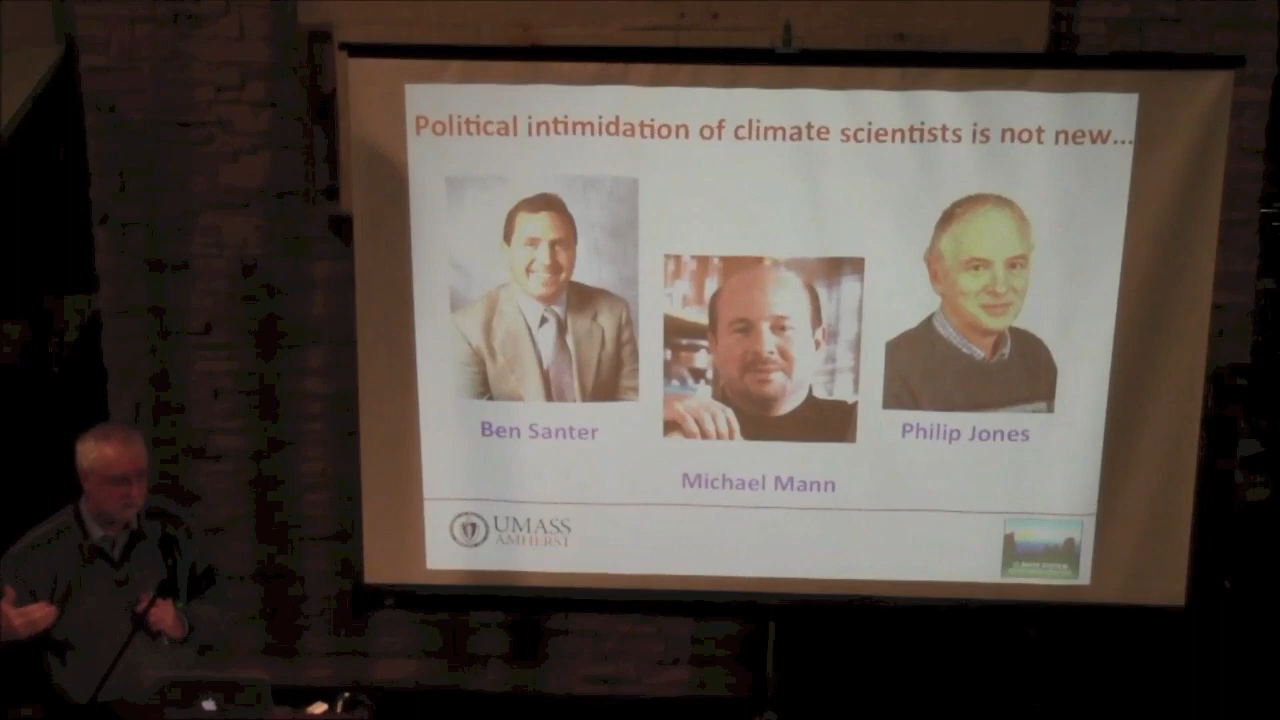 Political intimidation of climate scientists is not new...
Ben Santer
Philip Jones
Michael Mann
UMASS
AMHERST